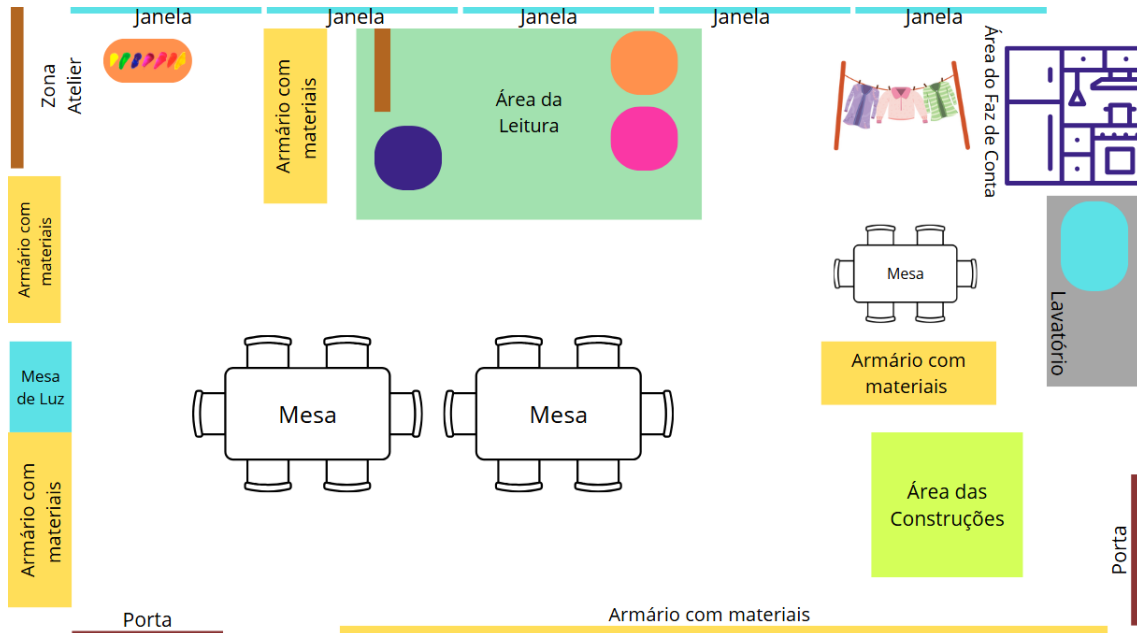 Janela
Janela
Janela
Janela
Janela
Zona
Atelier
Armário com
materiais
Área da
Leitura
Área do Faz de Conta
Armário com
materiais
Mesa
Lavatório
Mesa
de Luz
Armário com
materiais
Mesa
Mesa
Armário com
materiais
Área das
Construções
Porta
Porta
Armário com materiais